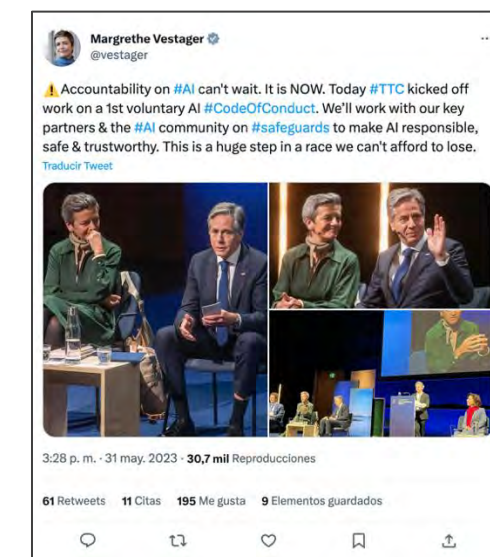 Margrethe Vestager
@vestager
⚠️Accountability on #AI can't wait. It is NOW. Today #TTC kicked off
work on a 1st voluntary AI #CodeOfConduct. We'll work with our key
partners & the #AI community on #safeguards to make AI responsible,
safe & trustworthy. This is a huge step in a race we can't afford to lose.
Traducir Tweet
3:28 p. m. · 31 may. 2023 · 30,7 mil Reproducciones
61 Retweets 11 Citas 195 Me gusta 9 Elementos guardados